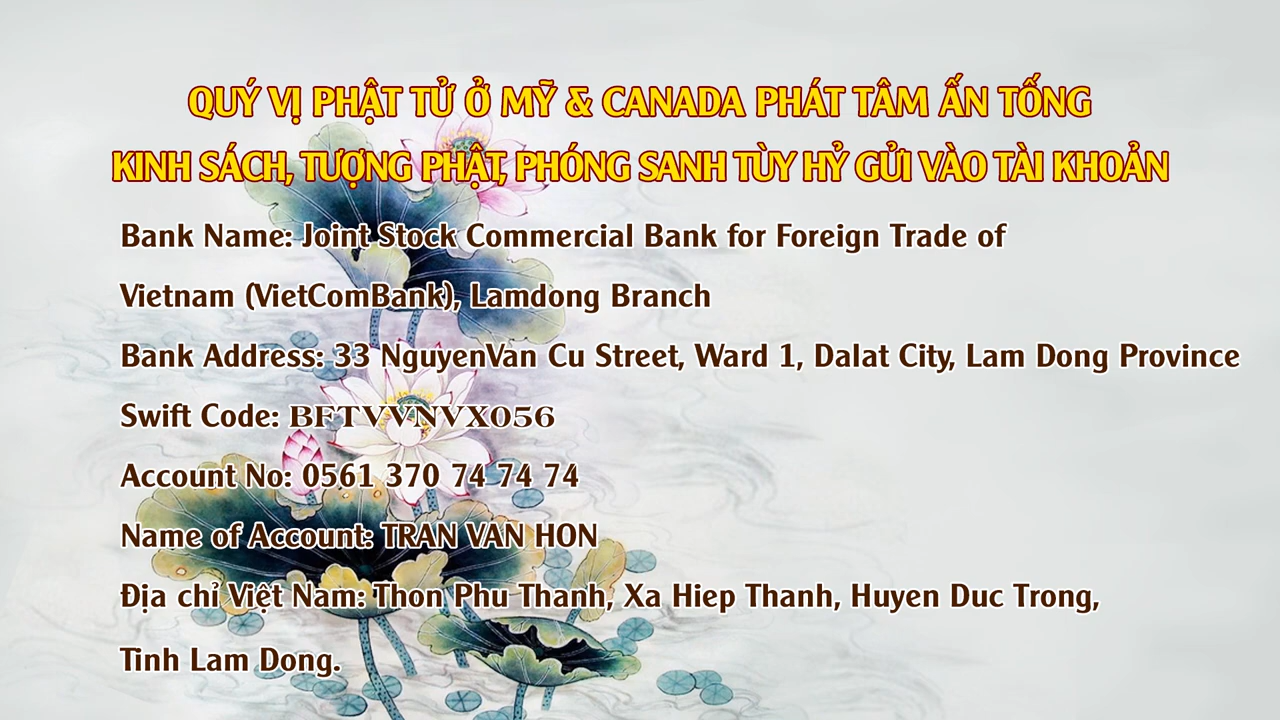 QUÝ VỊ PHẬT TỬ Ở MỸ & CANADA PHÁT TÂM ẤN TỐNG
KINH SÁCH, TƯỢNG PHẬT, PHÓNG SANH TÙY HỶ GỬI VÀO TÀI KHOẢN
Bank Name: Joint Stock Commercial Bank for Foreign Trade of
Vietnam (VietComBank), Lamdong Branch
Bank Address: 33 NguyenVan Cu Street, Ward 1, Dalat City, Lam Dong Province
Swift Code: BFTVVNVX056
Account No: 0561 370 74 74 74
Name of Account: TRAN VAN HON
Địa chỉ Việt Nam: Thon Phu Thanh, Xa Hiep Thanh, Huyen Duc Trong,
Tinh Lam Dong.